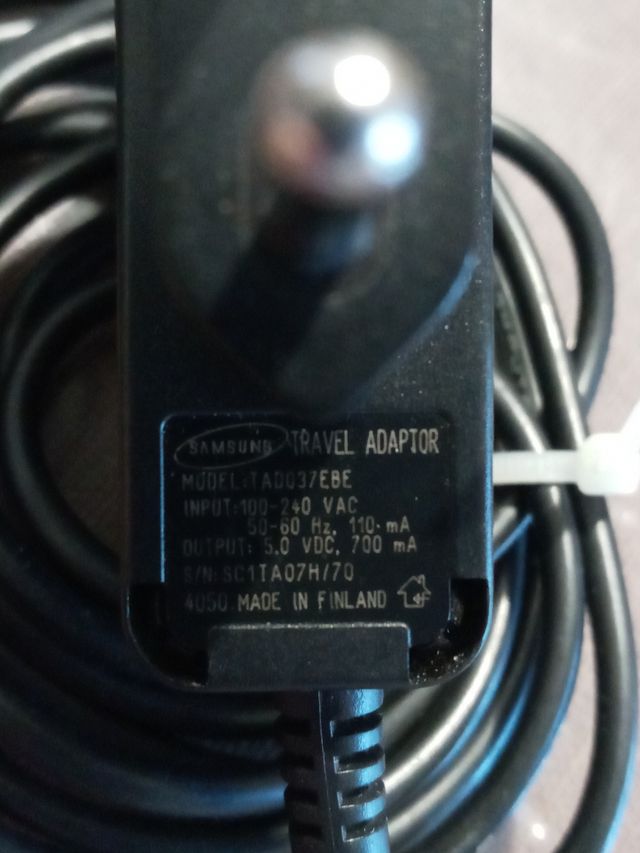 SAMSUNG TRAVEL ADAPTOR
MODEL:TAD037EBE
INPUT:100-240 VAC
50-60 Hz, 110 mA
OUTPUT: 5.0 VDC, 700 mA
S/N:SC1TA07H/70
4050 MADE IN FINLAND